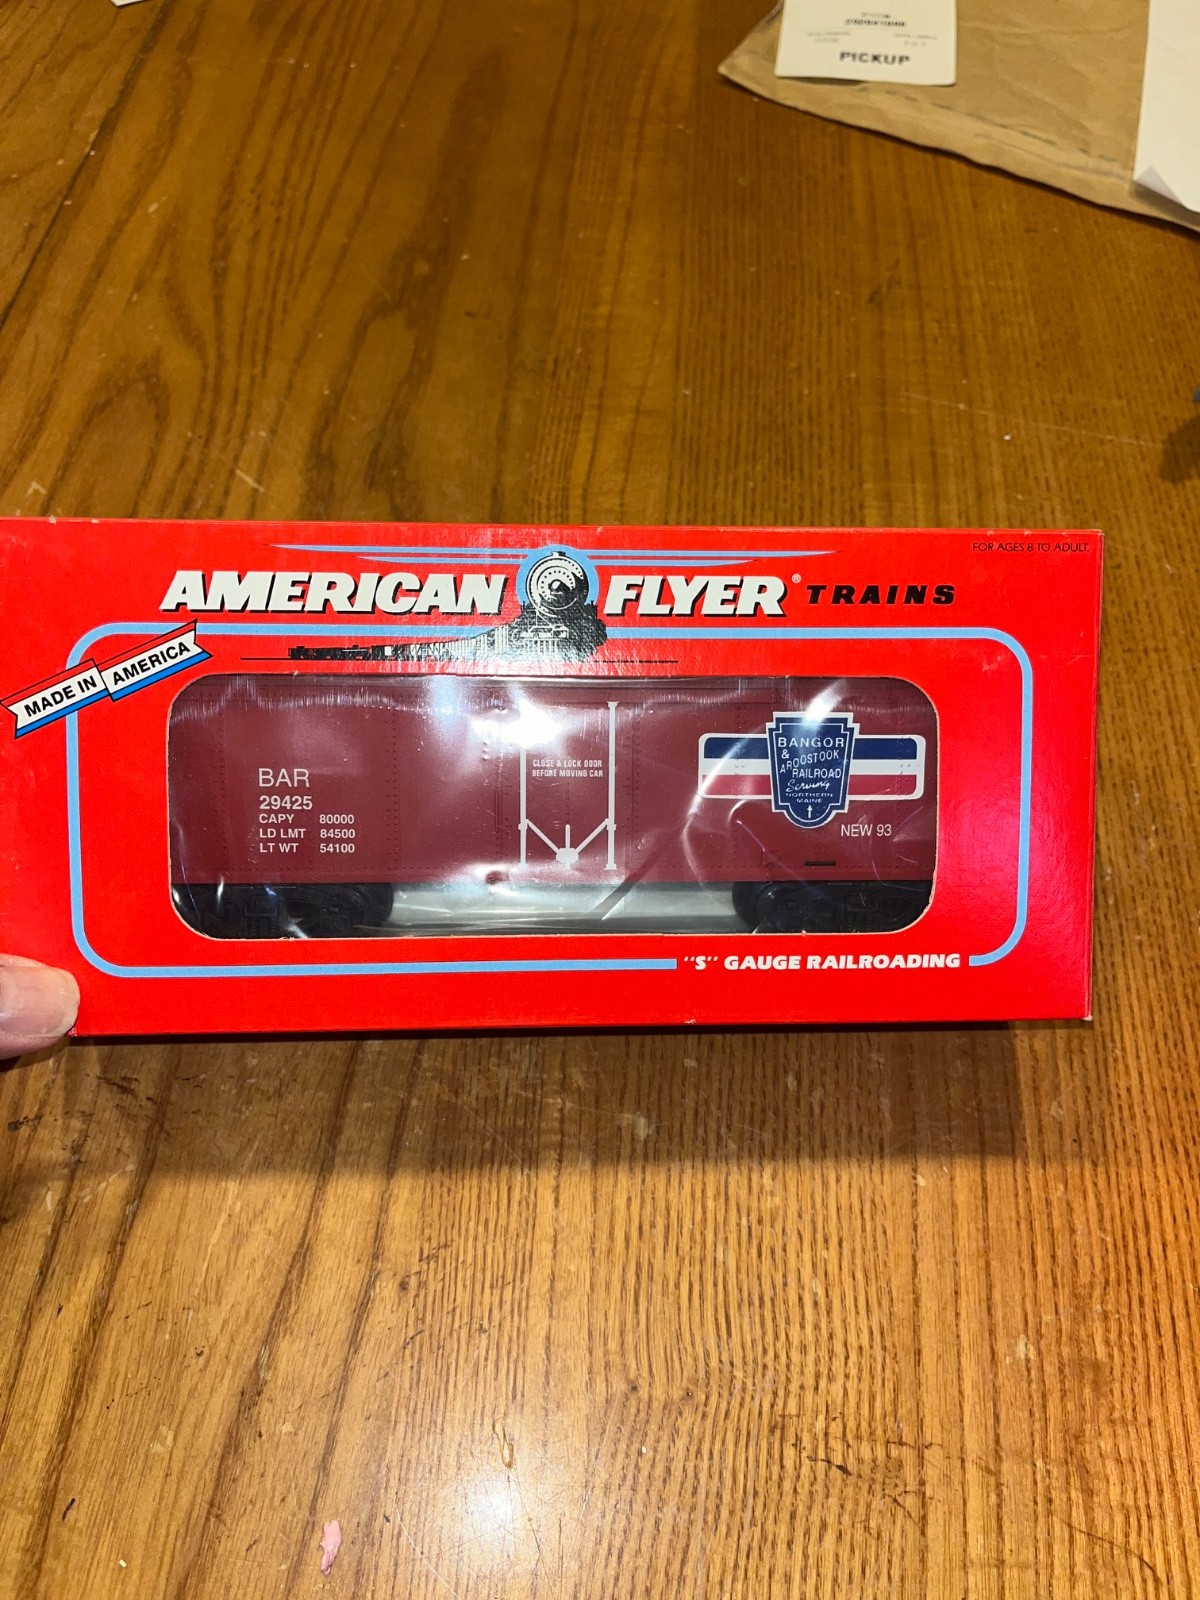 PICKUP
FOR AGES 8 TO ADULT.
AMERICAN FLYER® TRAINS
MADE IN AMERICA
BAR
29425
CAPY 80000
LD LMT 84500
LT WT 54100
CLOSE & LOCK DOOR
BEFORE MOVING CAR
BANGOR
&
AROOSTOOK
RAILROAD
Serving
NORTHERN
MAINE
NEW 93
"S" GAUGE RAILROADING